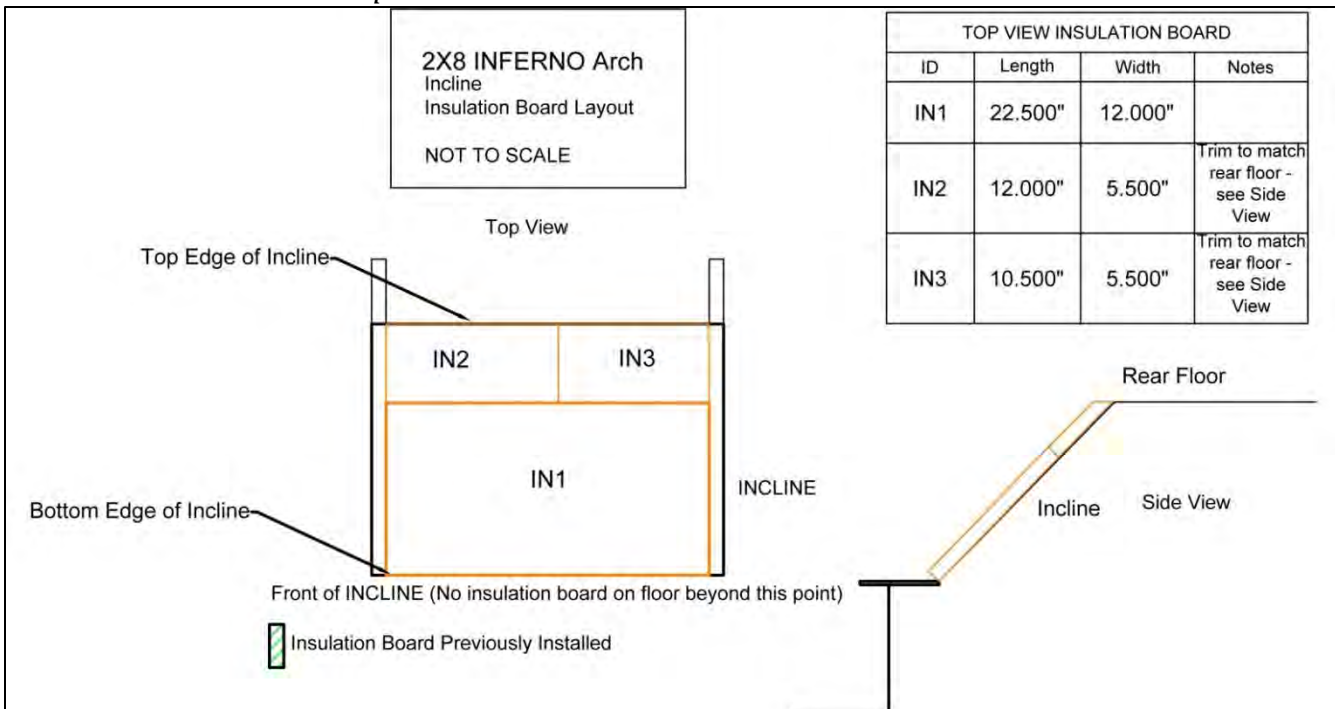 2X8 INFERNO Arch
Incline
Insulation Board Layout
NOT TO SCALE
TOP VIEW INSULATION BOARD
ID Length Width Notes
IN1 22.500" 12.000"
IN2 12.000" 5.500" Trim to match
rear floor -
see Side
View
IN3 10.500" 5.500" Trim to match
rear floor -
see Side
View
Top View
Top Edge of Incline
IN2 IN3
IN1
INCLINE
Bottom Edge of Incline
Front of INCLINE (No insulation board on floor beyond this point)
Insulation Board Previously Installed
Rear Floor
Incline
Side View